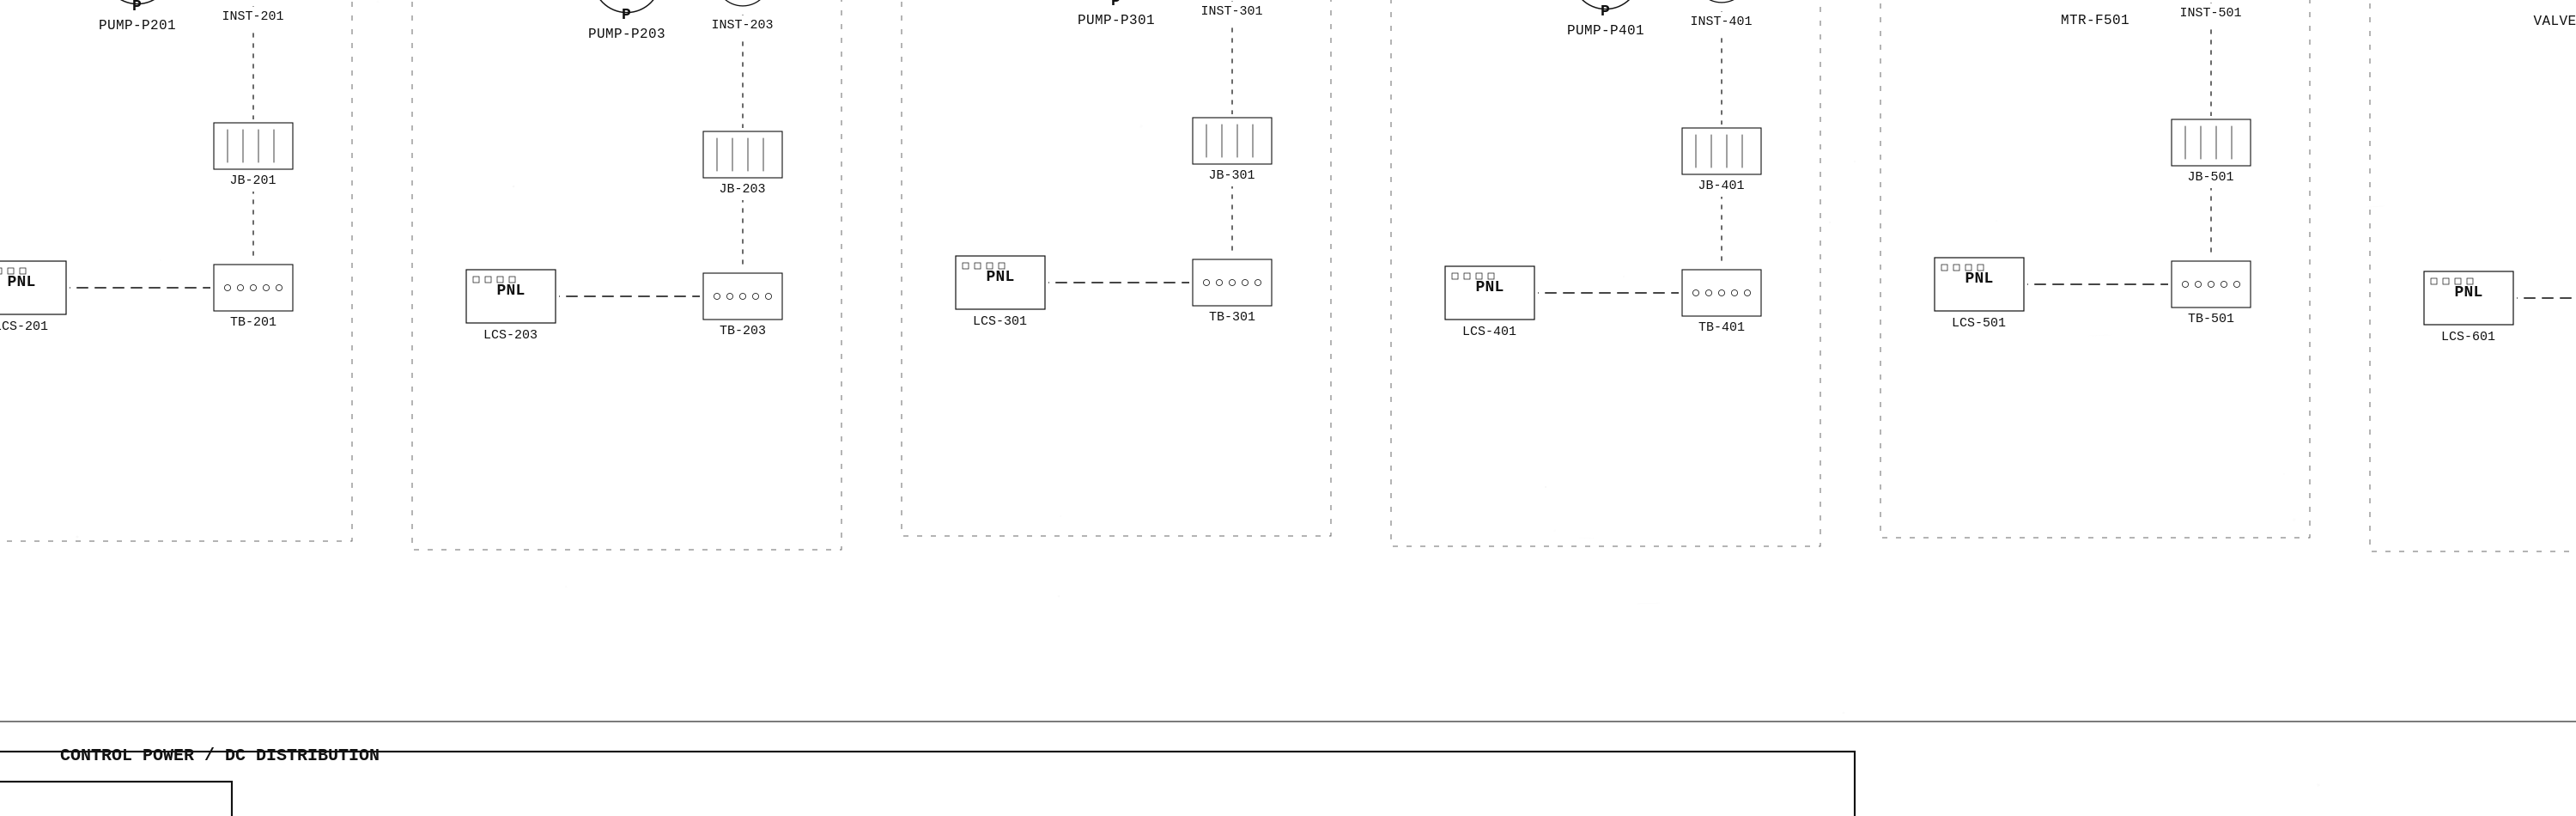 P
PUMP-P201
INST-201
JB-201
PNL
CS-201
TB-201
P
PUMP-P203
INST-203
JB-203
PNL
LCS-203
TB-203
PUMP-P301
INST-301
JB-301
PNL
LCS-301
TB-301
P
PUMP-P401
INST-401
JB-401
PNL
LCS-401
TB-401
MTR-F501
INST-501
JB-501
PNL
LCS-501
TB-501
VALVE
PNL
LCS-601
CONTROL POWER / DC DISTRIBUTION